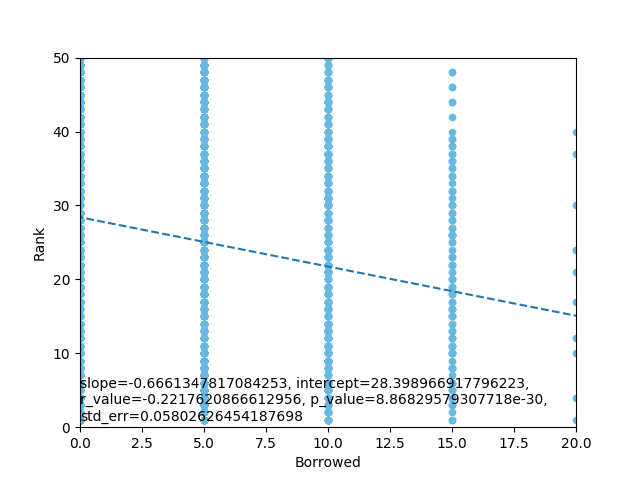 50
40
Rank
30
20
10
slope=-0.6661347817084253, intercept=28.398966917796223,
r_value=-0.2217620866612956, p_value=8.86829579307718e-30,
std_err=0.05802626454187698
0
0.0 2.5 5.0 7.5 10.0 12.5 15.0 17.5 20.0
Borrowed